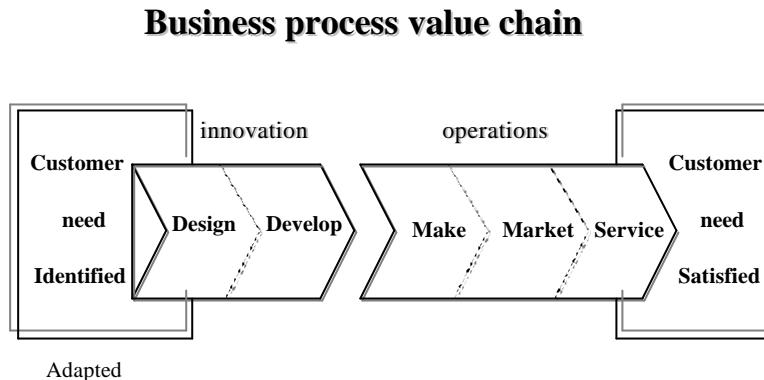 Business process value chain
innovation
operations
Customer
need
Identified
Design
Develop
Make
Market
Service
Customer
need
Satisfied
Adapted